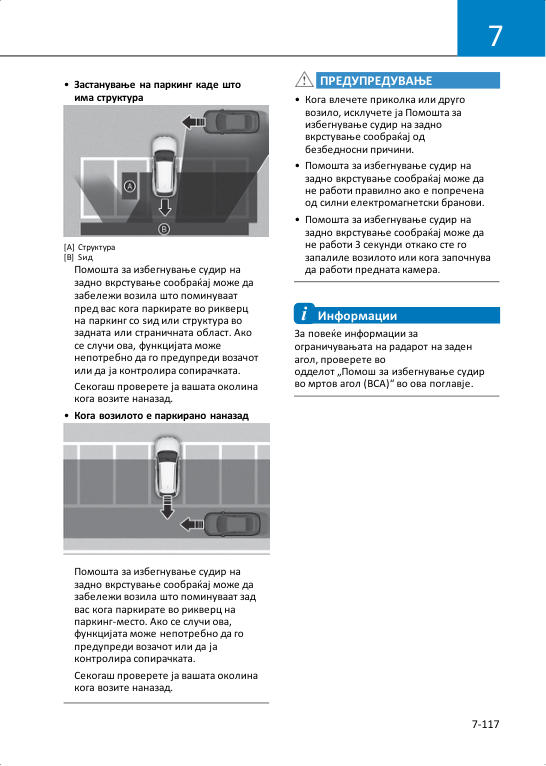 7
• Застанување на паркинг каде што
има структура
A
B
[A] Структура
[B] Ѕид
Помошта за избегнување судир на
задно вкрстување сообраќај може да
забележи возила што поминуваат
пред вас кога паркирате во рикверц
на паркинг со ѕид или структура во
задната или страничната област. Ако
се случи ова, функцијата може
непотребно да го предупреди возачот
или да ја контролира сопирачката.
Секогаш проверете ја вашата околина
кога возите наназад.
• Кога возилото е паркирано наназад
Помошта за избегнување судир на
задно вкрстување сообраќај може да
забележи возила што поминуваат зад
вас кога паркирате во рикверц на
паркинг-место. Ако се случи ова,
функцијата може непотребно да го
предупреди возачот или да ја
контролира сопирачката.
Секогаш проверете ја вашата околина
кога возите наназад.
ПРЕДУПРЕДУВАЊЕ
• Кога влечете приколка или друго
возило, исклучете ја Помошта за
избегнување судир на задно
вкрстување сообраќај од
безбедносни причини.
• Помошта за избегнување судир на
задно вкрстување сообраќај може да
не работи правилно ако е попречена
од силни електромагнетски бранови.
• Помошта за избегнување судир на
задно вкрстување сообраќај може да
не работи 3 секунди откако сте го
запалиле возилото или кога започнува
да работи предната камера.
i Информации
За повеќе информации за
ограничувањата на радарот на заден
агол, проверете во
одделот „Помош за избегнување судир
во мртов агол (BCA)“ во ова поглавје.
7-117